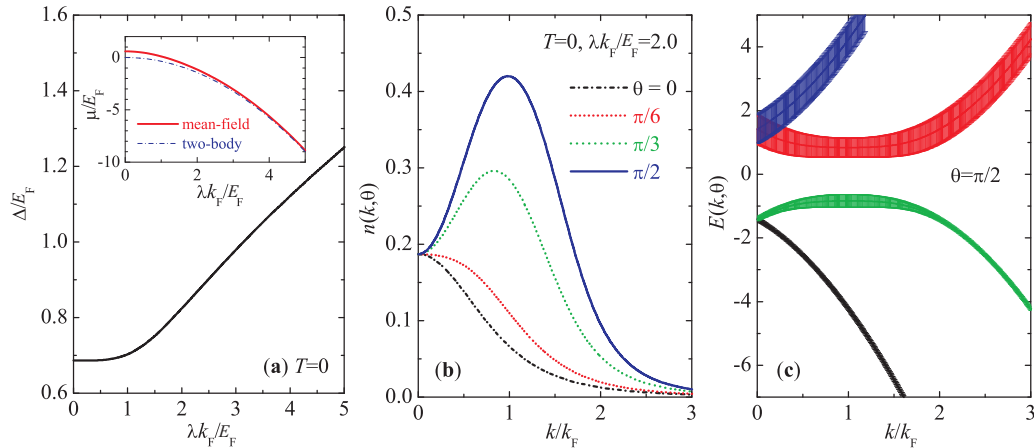 1.6
1.4
1.2
1.0
0.8
0.6
Δ/E_F
0
-5
-10
μ/E_F
mean-field
two-body
0 2 4
λk_F/E_F
(a) T=0
0 1 2 3 4 5
λk_F/E_F
0.5
0.4
0.3
0.2
0.1
0.0
n(k,θ)
T=0, λk_F/E_F=2.0
θ = 0
π/6
π/3
π/2
(b)
0 1 2 3
k/k_F
4
2
0
-2
-4
-6
E(k,θ)
θ=π/2
(c)
0 1 2 3
k/k_F